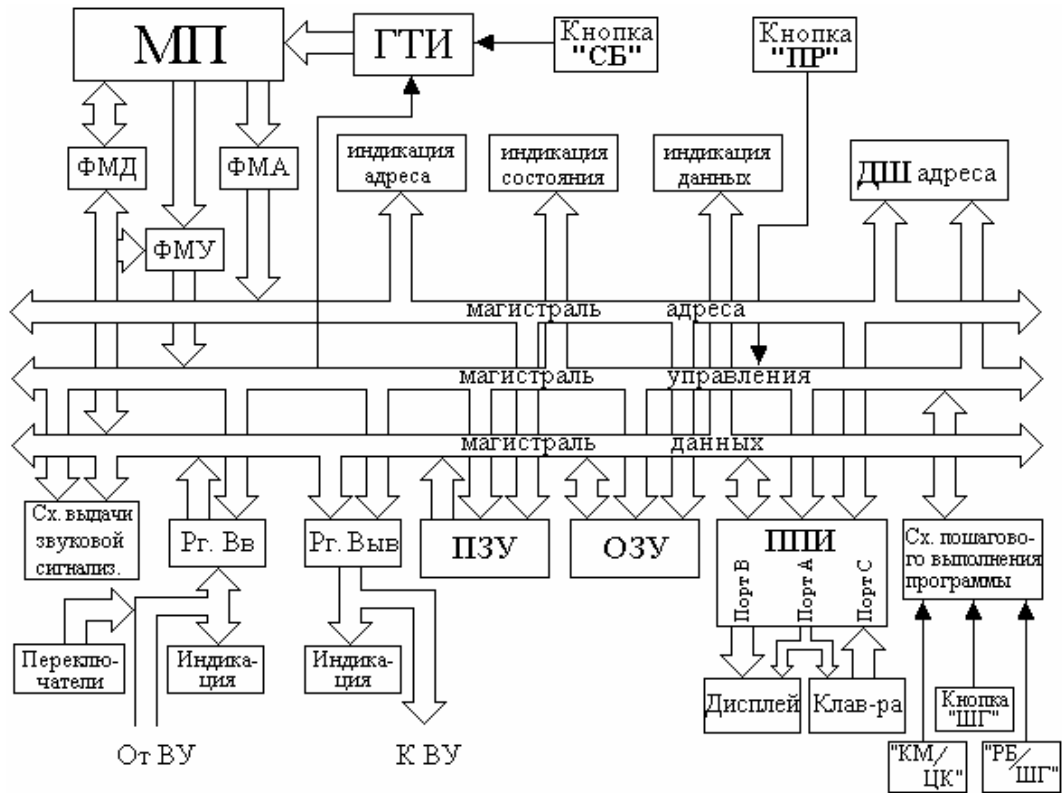 МП
ГТИ
Кнопка
"СБ"
Кнопка
"ПР"
ФМД
ФМА
индикация
адреса
индикация
состояния
индикация
данных
ДШ адреса
ФМУ
магистраль адреса
магистраль управления
магистраль данных
Сх. выдачи
звуковой
сигнализ.
Рг. Вв
Рг. Выв
ПЗУ
ОЗУ
ППИ
Порт В
Порт А
Порт С
Сх. пошагово-
го выполнения
программы
Переклю-
чатели
Индика-
ция
Индика-
ция
Дисплей
Клав-ра
Кнопка
"ШГ"
От ВУ
К ВУ
"КМ/
ЦК"
"РБ/
ШГ"